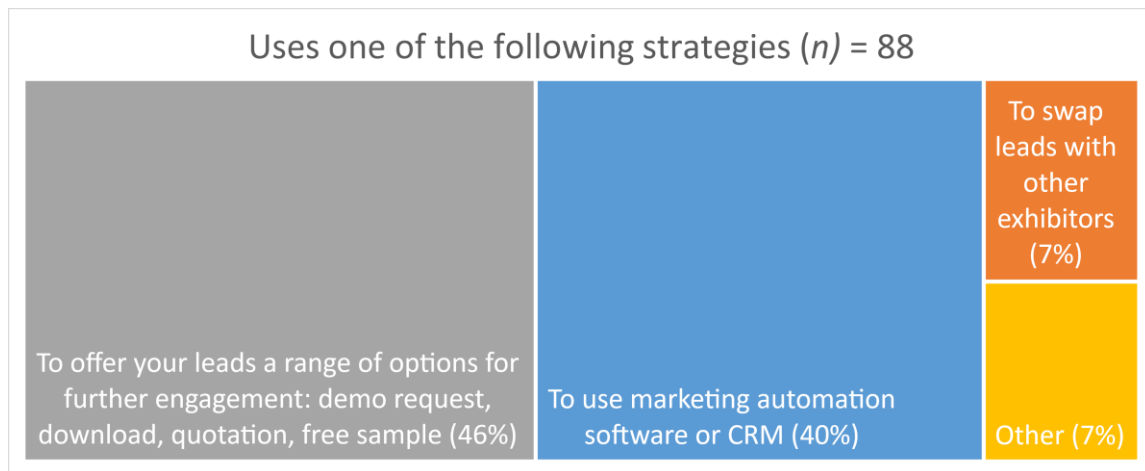 Uses one of the following strategies (n) = 88
To offer your leads a range of options for
further engagement: demo request,
download, quotation, free sample (46%)
To use marketing automation
software or CRM (40%)
To swap
leads with
other
exhibitors
(7%)
Other (7%)